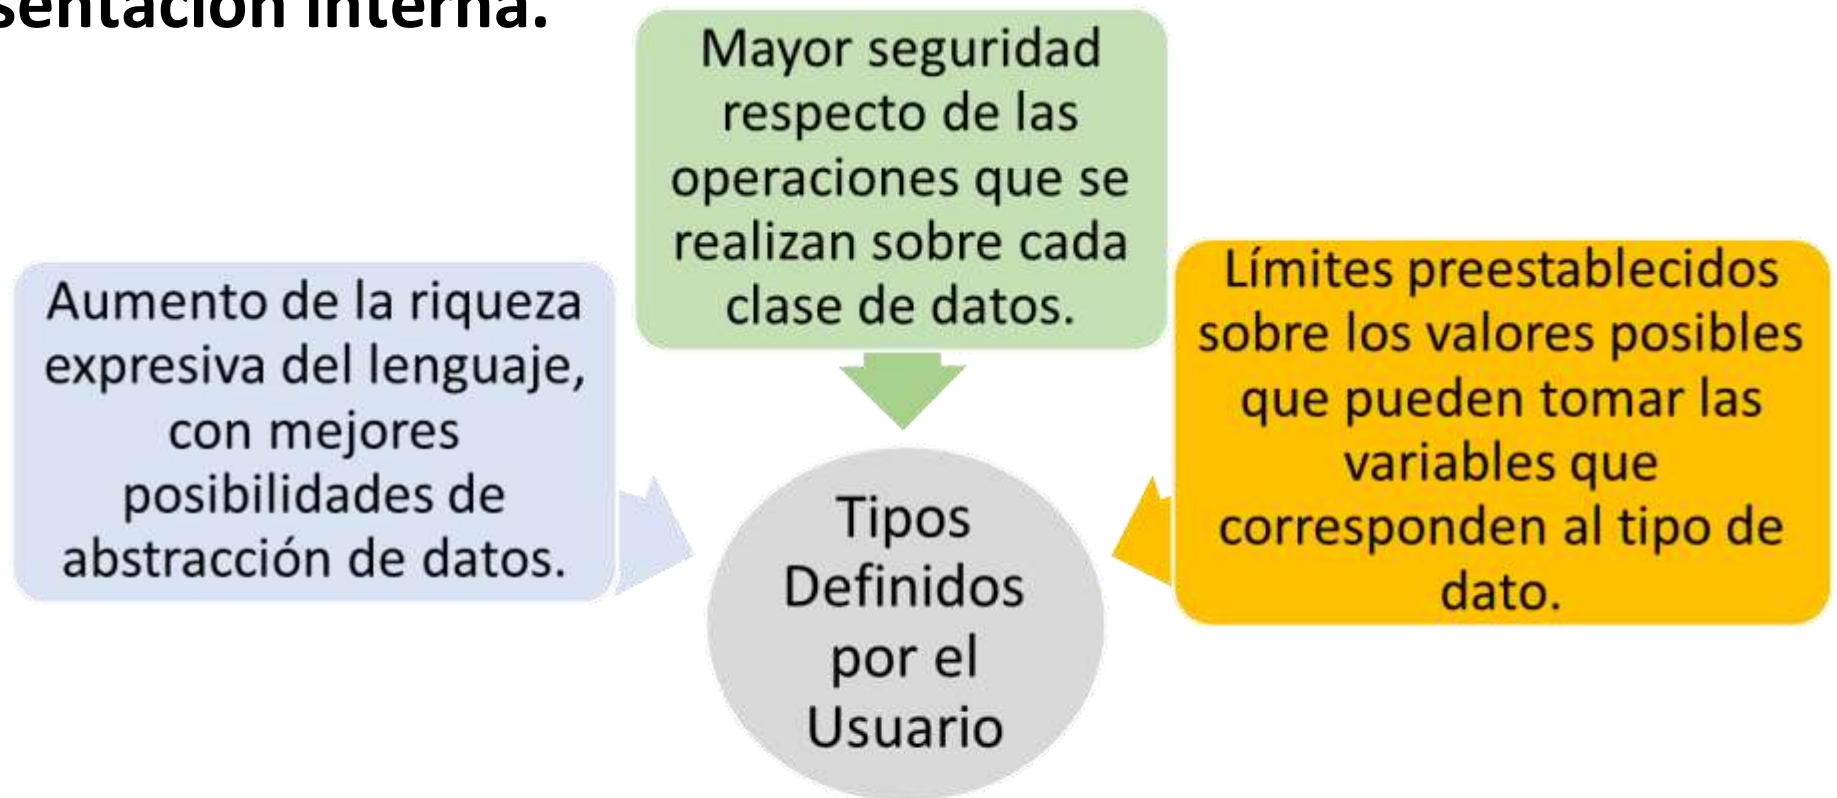 sentación interna.
Mayor seguridad
respecto de las
operaciones que se
realizan sobre cada
clase de datos.
Aumento de la riqueza
expresiva del lenguaje,
con mejores
posibilidades de
abstracción de datos.
Límites preestablecidos
sobre los valores posibles
que pueden tomar las
variables que
corresponden al tipo de
dato.
Tipos
Definidos
por el
Usuario